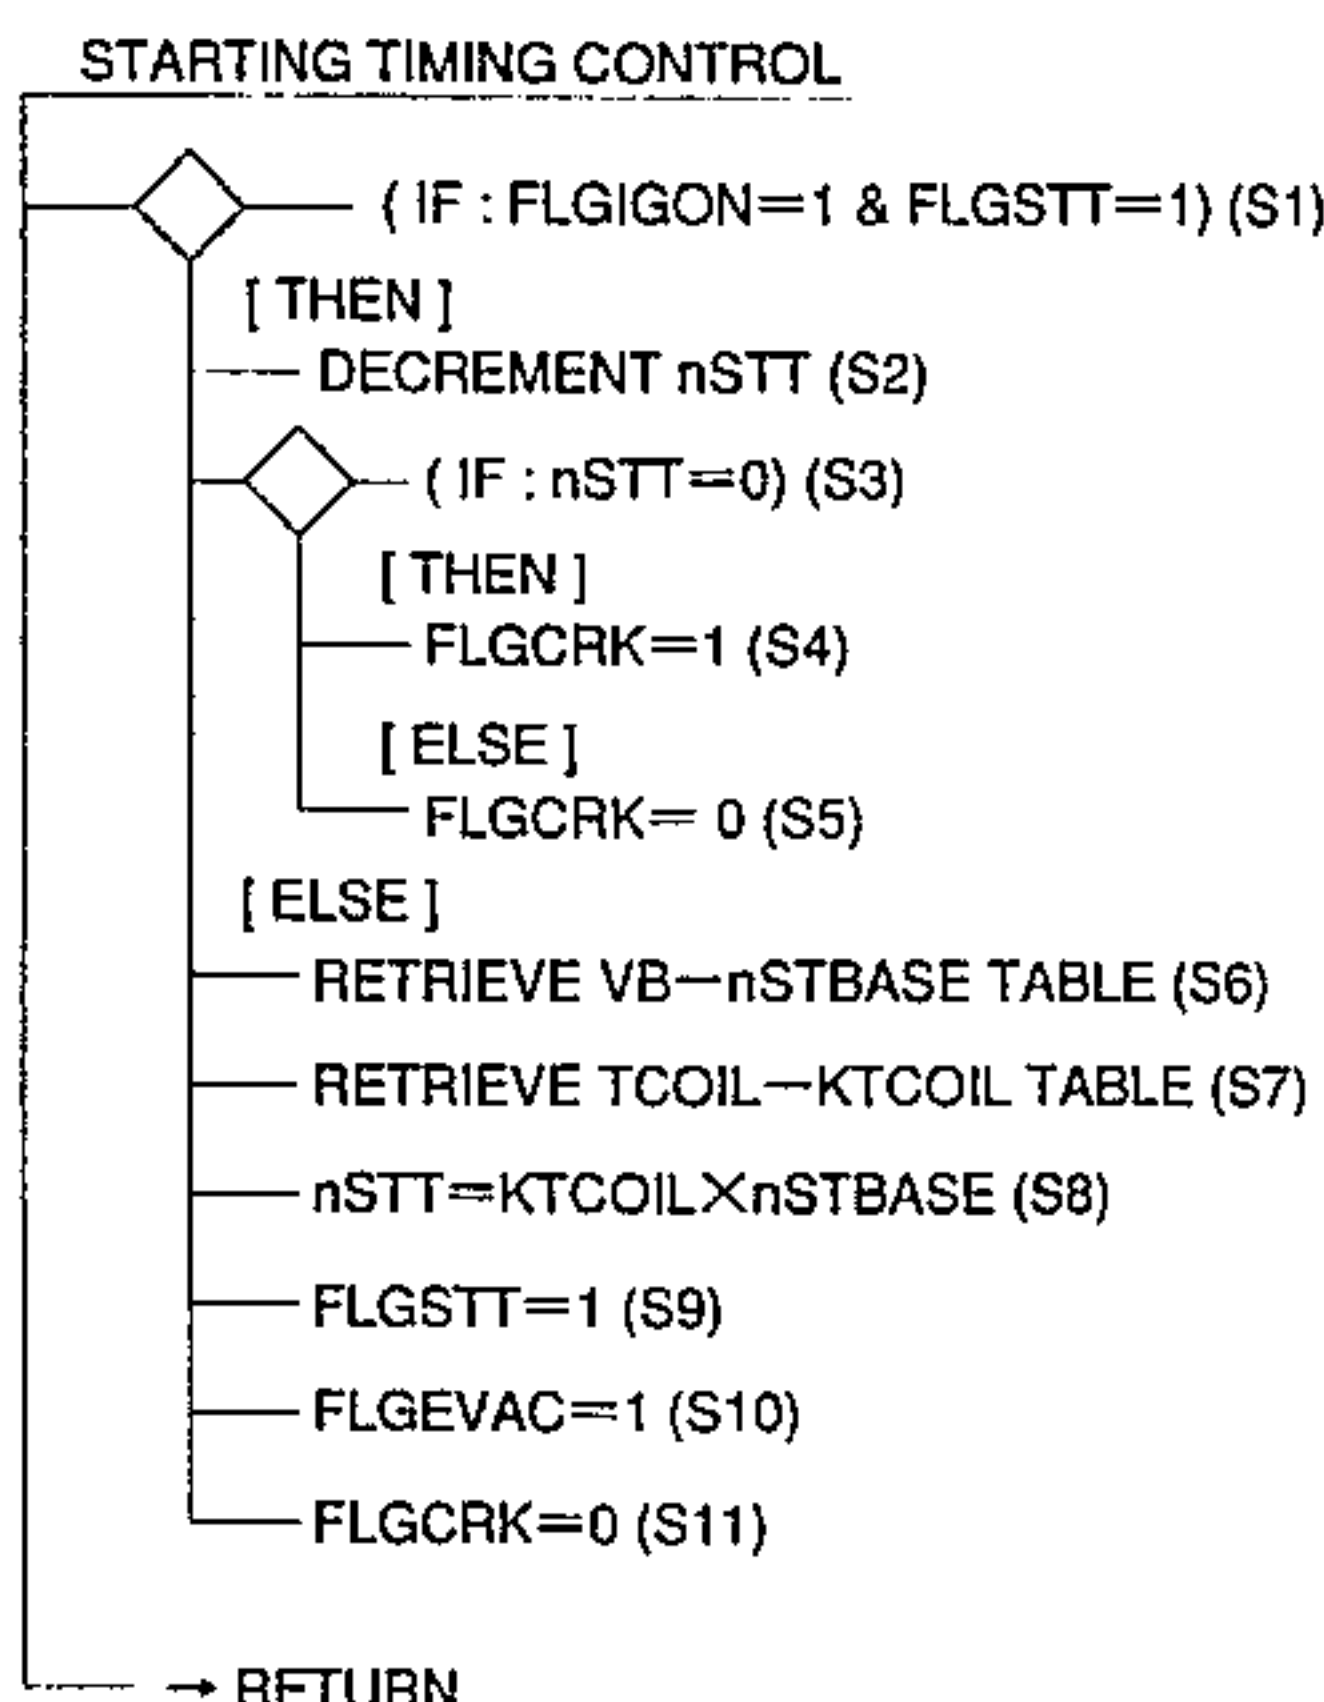 STARTING TIMING CONTROL
( IF : FLGIGON=1 & FLGSTT=1) (S1)
[ THEN ]
DECREMENT nSTT (S2)
( IF : nSTT=0) (S3)
[ THEN ]
FLGCRK=1 (S4)
[ ELSE ]
FLGCRK= 0 (S5)
[ ELSE ]
RETRIEVE VB—nSTBASE TABLE (S6)
RETRIEVE TCOIL—KTCOIL TABLE (S7)
nSTT=KTCOIL×nSTBASE (S8)
FLGSTT=1 (S9)
FLGEVAC=1 (S10)
FLGCRK=0 (S11)
RETURN